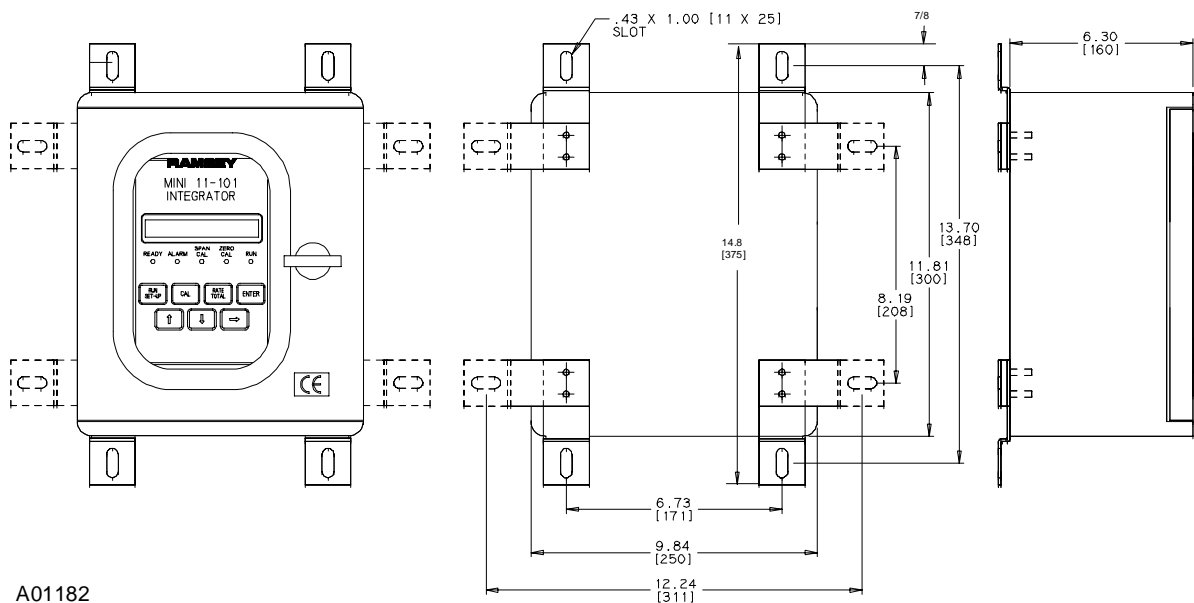 .43 X 1.00 [11 X 25]
SLOT
7/8
6.30
[160]
RAMSEY
MINI 11-101
INTEGRATOR
READY ALARM SPAN CAL ZERO CAL RUN
RUN SET-UP CAL RATE TOTAL ENTER
↑ ↓ →
CE
14.8
[375]
13.70
[348]
11.81
[300]
8.19
[208]
6.73
[171]
9.84
[250]
12.24
[311]
A01182